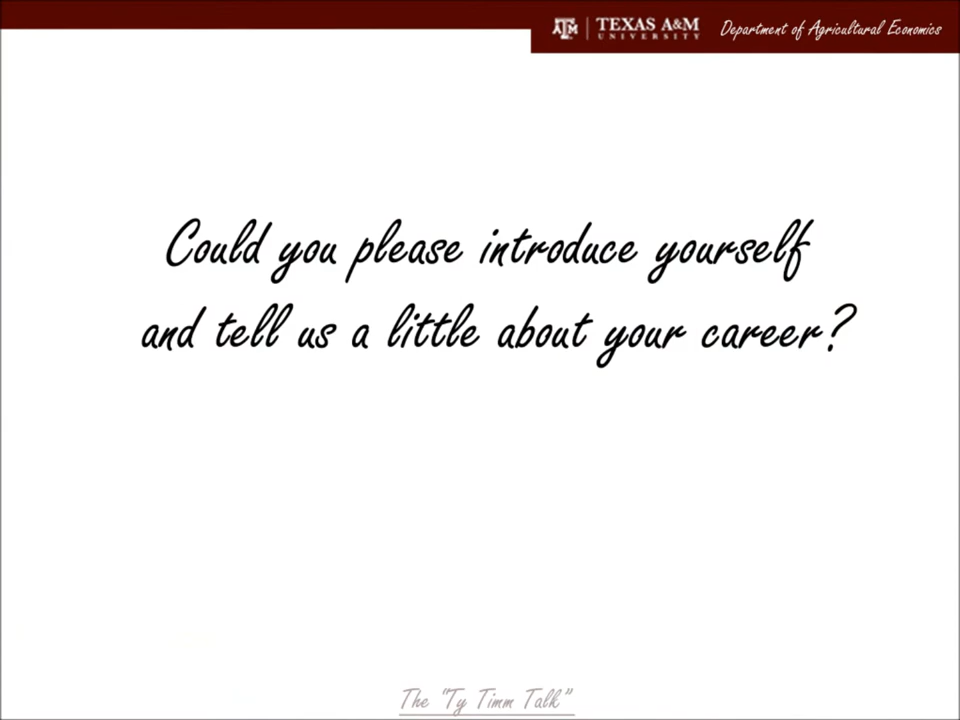 TEXAS A&M
UNIVERSITY
Department of Agricultural Economics
Could you please introduce yourself
and tell us a little about your career?
The "Ty Timm Talk"